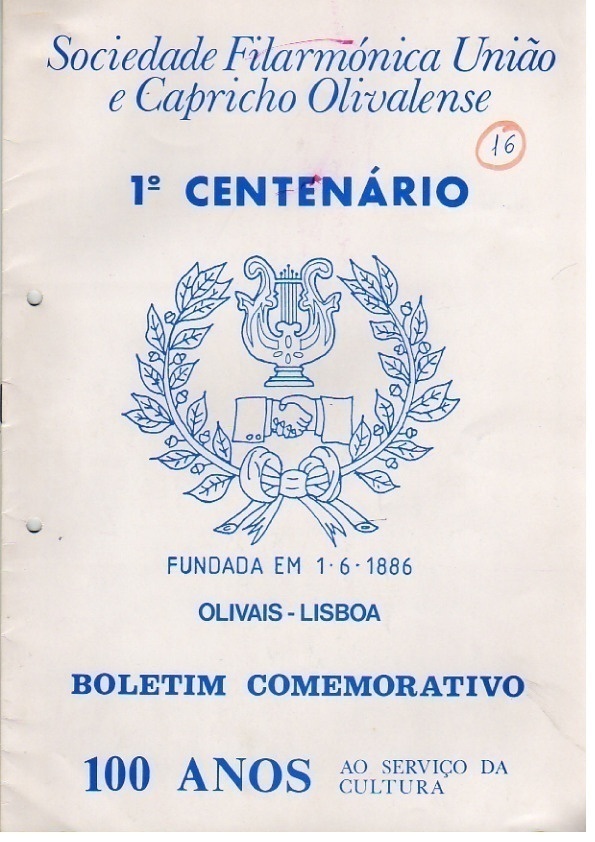 Sociedade Filarmónica União
e Capricho Olivalense
16
1º CENTENÁRIO
FUNDADA EM 1·6·1886
OLIVAIS - LISBOA
BOLETIM COMEMORATIVO
100 ANOS AO SERVIÇO DA
CULTURA